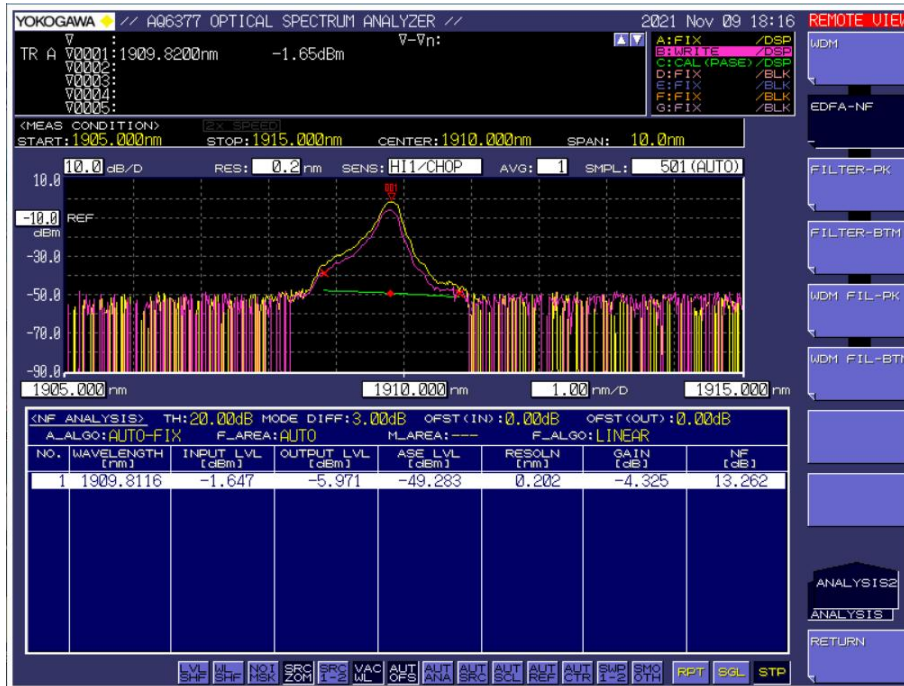 YOKOGAWA // AQ6377 OPTICAL SPECTRUM ANALYZER // 2021 Nov 09 18:16 REMOTE VIEW
TR A ∇ :
∇0001:1909.8200nm -1.65dBm ∇-∇n:
∇0002:
∇0003:
∇0004:
∇0005:
A:FIX /DSP
B:WRITE /DSP
C:CAL(PASE)/DSP
D:FIX /BLK
E:FIX /BLK
F:FIX /BLK
G:FIX /BLK
<MEAS CONDITION> 2X SPEED
START:1905.000nm STOP:1915.000nm CENTER:1910.000nm SPAN: 10.0nm
10.0 dB/D RES: 0.2 nm SENS: HI1/CHOP AVG: 1 SMPL: 501(AUTO)
10.0
001
-10.0 REF
dBm
-30.0
-50.0
-70.0
-90.0
1905.000 nm 1910.000 nm 1.00 nm/D 1915.000 nm
<NF ANALYSIS> TH:20.00dB MODE DIFF:3.00dB OFST(IN):0.00dB OFST(OUT):0.00dB
A_ALGO:AUTO-FIX F_AREA:AUTO M_AREA:--- F_ALGO:LINEAR
NO. WAVELENGTH INPUT LVL OUTPUT LVL ASE LVL RESOLN GAIN NF
[nm] [dBm] [dBm] [dBm] [nm] [dB] [dB]
1 1909.8116 -1.647 -5.971 -49.283 0.202 -4.325 13.262
LVL SHF
WL SHF
NOI MSK
SRC ZOM
SRC 1-2
VAC WL
AUT OFS
AUT ANA
AUT SRC
AUT SCL
AUT REF
AUT CTR
SWP 1-2
SMO OTH
RPT
SGL
STP
WDM
EDFA-NF
FILTER-PK
FILTER-BTM
WDM FIL-PK
WDM FIL-BTM
ANALYSIS2
ANALYSIS
RETURN